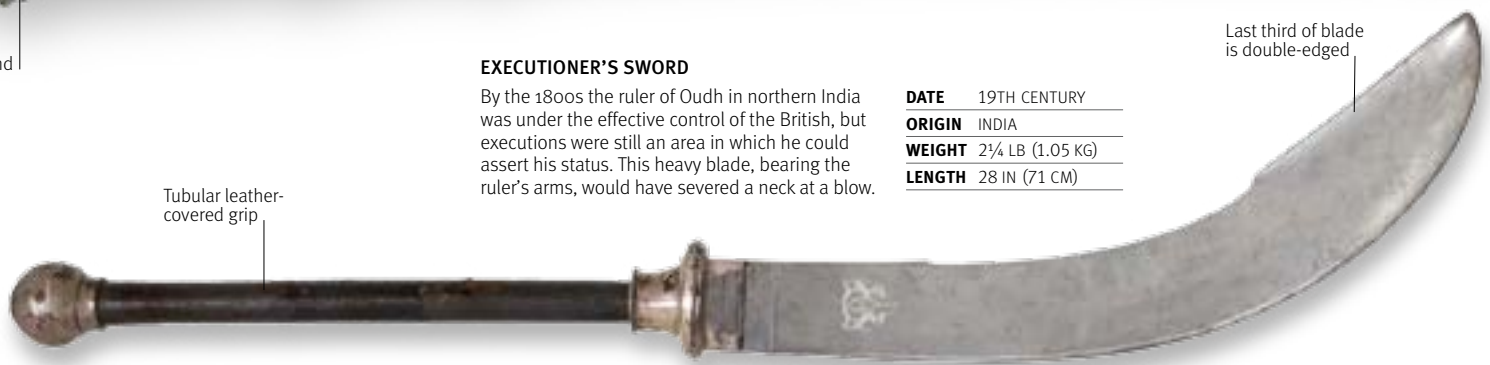 nd
EXECUTIONER'S SWORD
By the 1800s the ruler of Oudh in northern India
was under the effective control of the British, but
executions were still an area in which he could
assert his status. This heavy blade, bearing the
ruler's arms, would have severed a neck at a blow.
DATE 19TH CENTURY
ORIGIN INDIA
WEIGHT 2¼ LB (1.05 KG)
LENGTH 28 IN (71 CM)
Last third of blade
is double-edged
Tubular leather-
covered grip